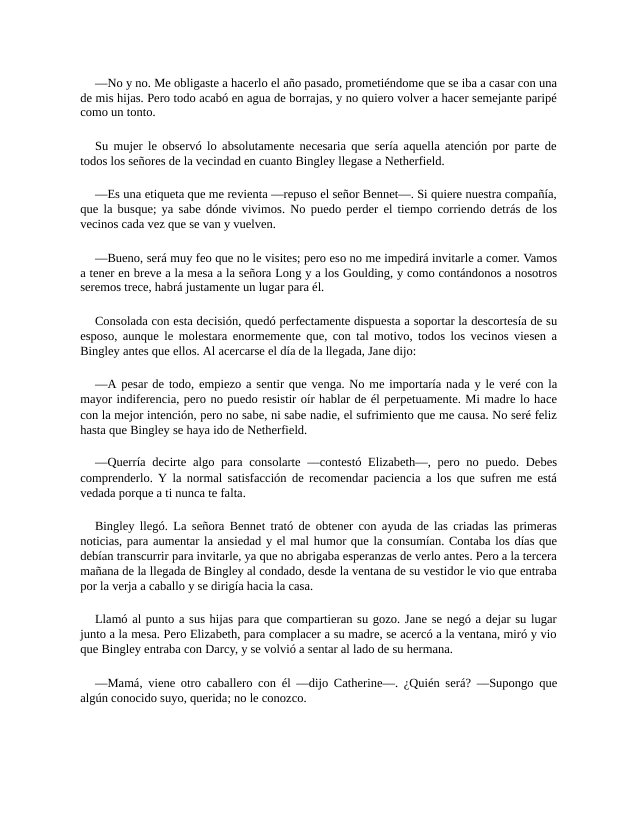 —No y no. Me obligaste a hacerlo el año pasado, prometiéndome que se iba a casar con una
de mis hijas. Pero todo acabó en agua de borrajas, y no quiero volver a hacer semejante paripé
como un tonto.
Su mujer le observó lo absolutamente necesaria que sería aquella atención por parte de
todos los señores de la vecindad en cuanto Bingley llegase a Netherfield.
—Es una etiqueta que me revienta —repuso el señor Bennet—. Si quiere nuestra compañía,
que la busque; ya sabe dónde vivimos. No puedo perder el tiempo corriendo detrás de los
vecinos cada vez que se van y vuelven.
—Bueno, será muy feo que no le visites; pero eso no me impedirá invitarle a comer. Vamos
a tener en breve a la mesa a la señora Long y a los Goulding, y como contándonos a nosotros
seremos trece, habrá justamente un lugar para él.
Consolada con esta decisión, quedó perfectamente dispuesta a soportar la descortesía de su
esposo, aunque le molestara enormemente que, con tal motivo, todos los vecinos viesen a
Bingley antes que ellos. Al acercarse el día de la llegada, Jane dijo:
—A pesar de todo, empiezo a sentir que venga. No me importaría nada y le veré con la
mayor indiferencia, pero no puedo resistir oír hablar de él perpetuamente. Mi madre lo hace
con la mejor intención, pero no sabe, ni sabe nadie, el sufrimiento que me causa. No seré feliz
hasta que Bingley se haya ido de Netherfield.
—Querría decirte algo para consolarte —contestó Elizabeth—, pero no puedo. Debes
comprenderlo. Y la normal satisfacción de recomendar paciencia a los que sufren me está
vedada porque a ti nunca te falta.
Bingley llegó. La señora Bennet trató de obtener con ayuda de las criadas las primeras
noticias, para aumentar la ansiedad y el mal humor que la consumían. Contaba los días que
debían transcurrir para invitarle, ya que no abrigaba esperanzas de verlo antes. Pero a la tercera
mañana de la llegada de Bingley al condado, desde la ventana de su vestidor le vio que entraba
por la verja a caballo y se dirigía hacia la casa.
Llamó al punto a sus hijas para que compartieran su gozo. Jane se negó a dejar su lugar
junto a la mesa. Pero Elizabeth, para complacer a su madre, se acercó a la ventana, miró y vio
que Bingley entraba con Darcy, y se volvió a sentar al lado de su hermana.
—Mamá, viene otro caballero con él —dijo Catherine—. ¿Quién será? —Supongo que
algún conocido suyo, querida; no le conozco.